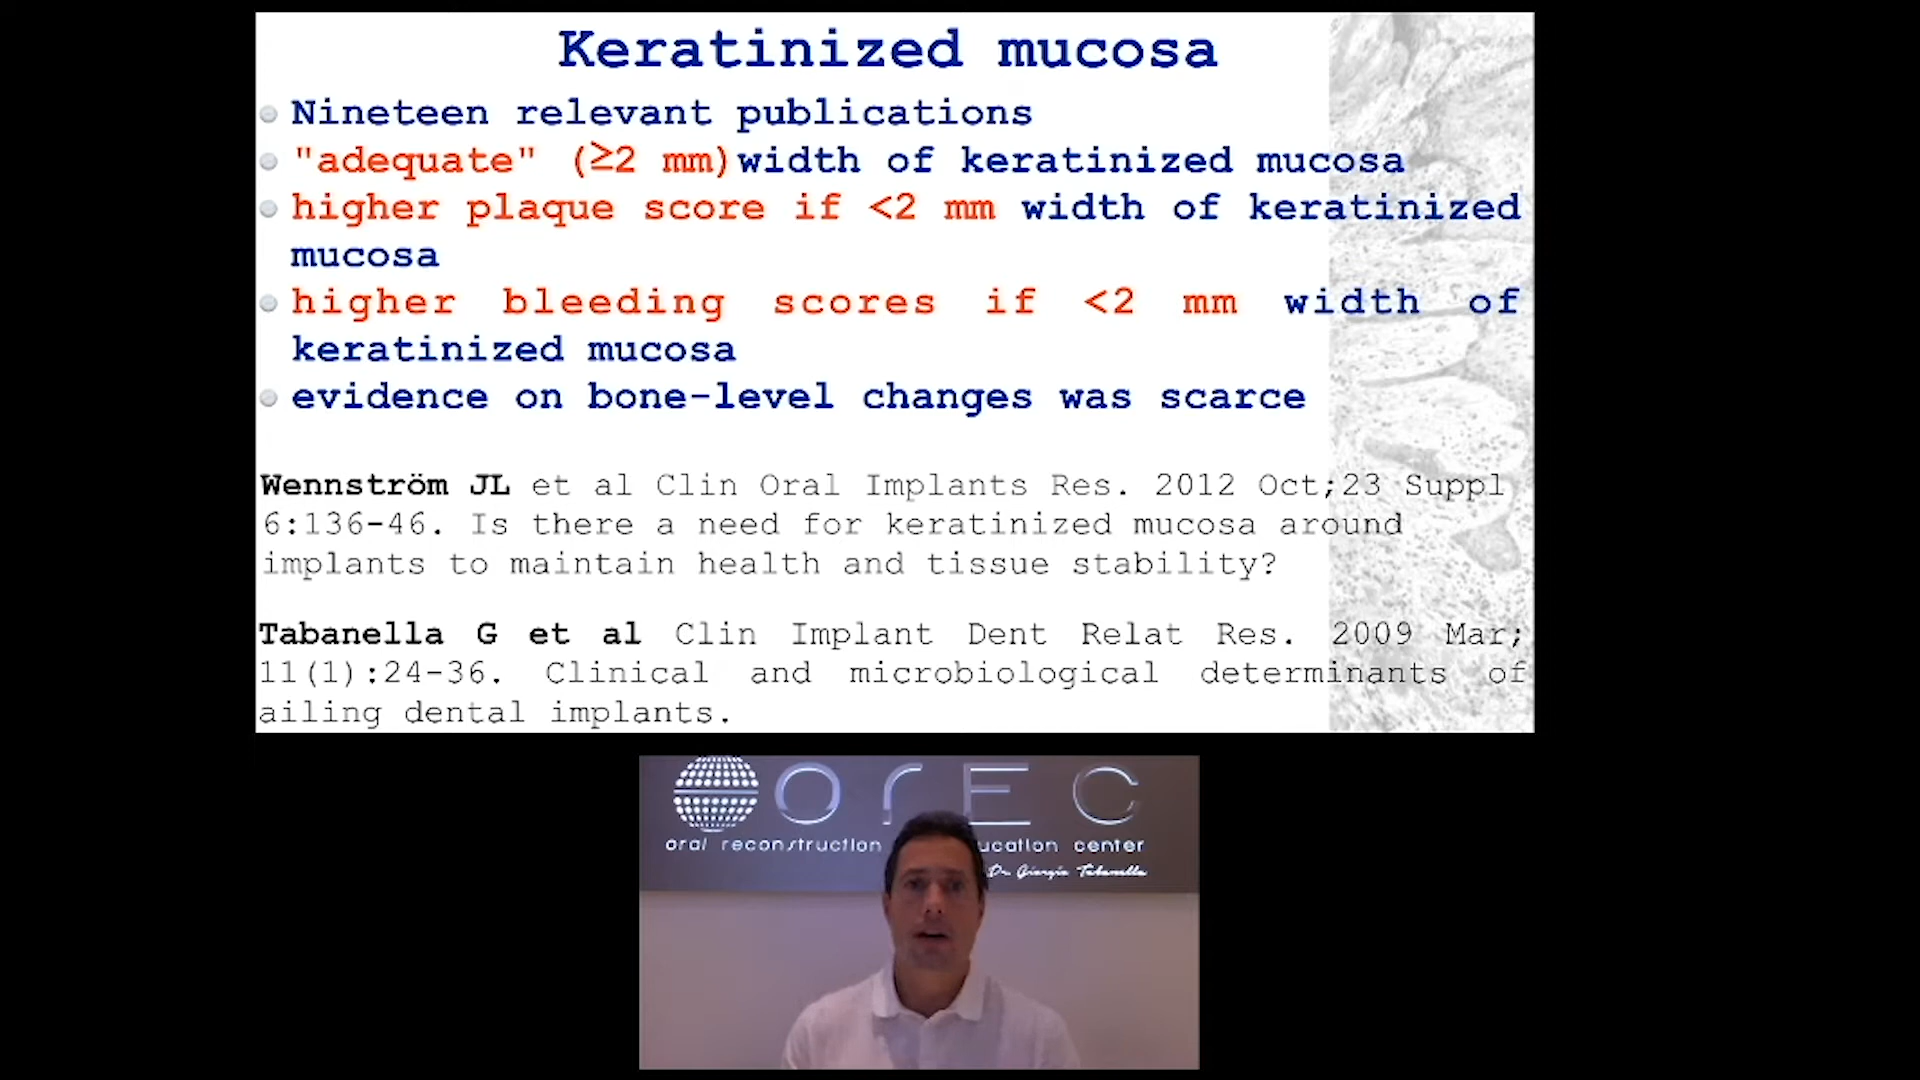 Keratinized mucosa
Nineteen relevant publications
"adequate" (≥2 mm)width of keratinized mucosa
higher plaque score if <2 mm width of keratinized
mucosa
higher bleeding scores if <2 mm width of
keratinized mucosa
evidence on bone-level changes was scarce
Wennström JL et al Clin Oral Implants Res. 2012 Oct;23 Suppl
6:136-46. Is there a need for keratinized mucosa around
implants to maintain health and tissue stability?
Tabanella G et al Clin Implant Dent Relat Res. 2009 Mar;
11(1):24-36. Clinical and microbiological determinants of
ailing dental implants.
orEC
oral reconstruction ucation center
Dr. Giorgio Tabanella